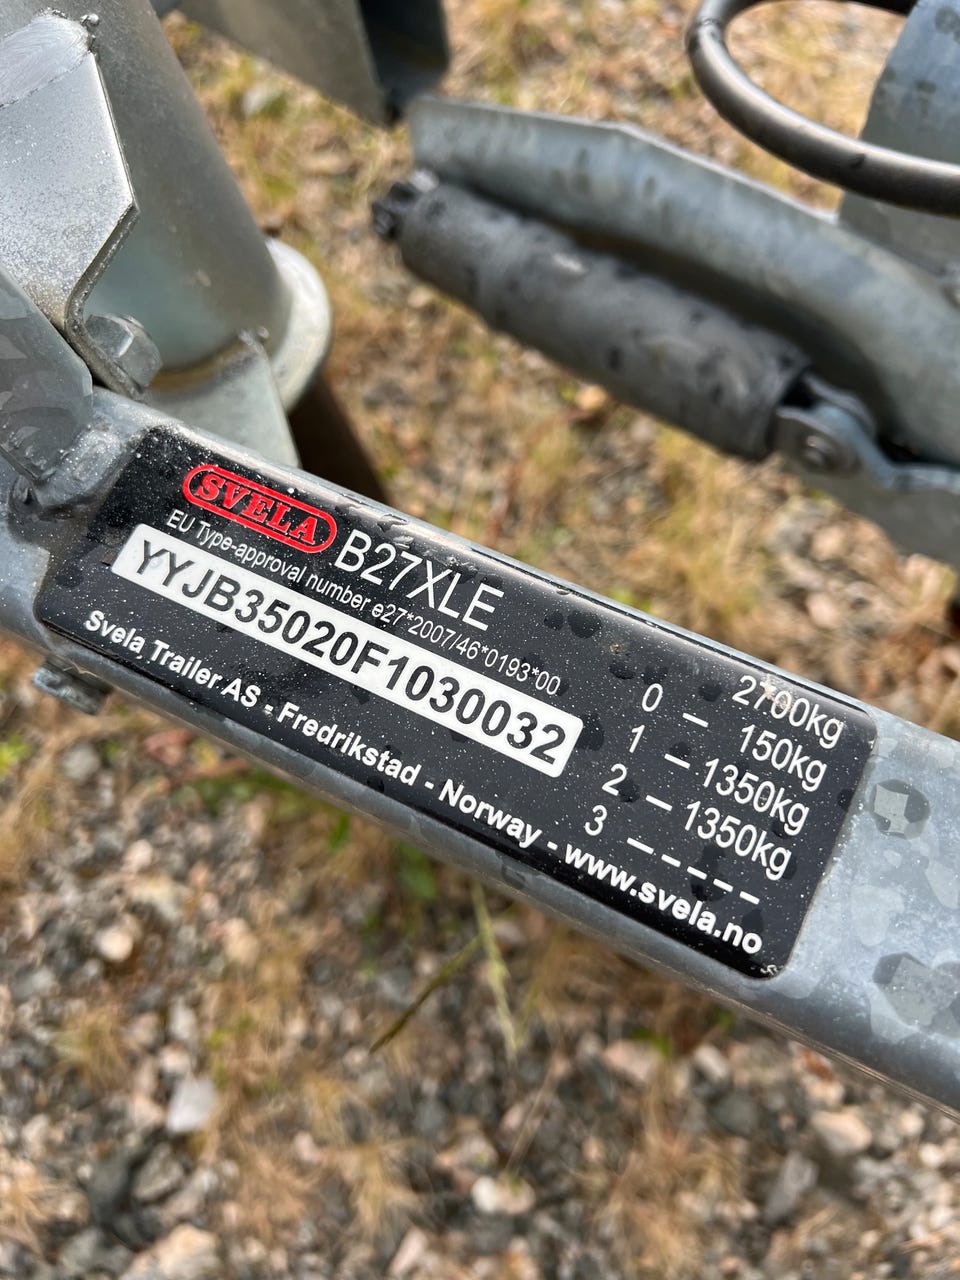 SVELA B27XLE
EU Type-approval number e27*2007/46*0193*00
YYJB35020F1030032
Svela Trailer AS - Fredrikstad - Norway - www.svela.no
2700kg
0 - 150kg
1 - 1350kg
2 - 1350kg
3 - - - - -